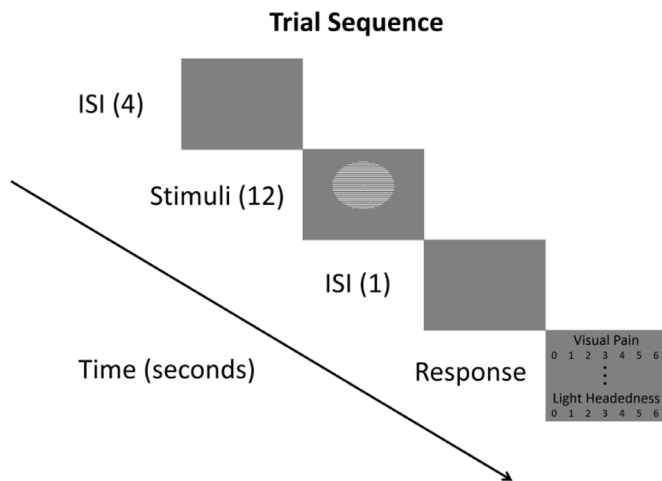 Trial Sequence
ISI (4)
Stimuli (12)
ISI (1)
Time (seconds)
Response
Visual Pain
0 1 2 3 4 5 6
Light Headedness
0 1 2 3 4 5 6